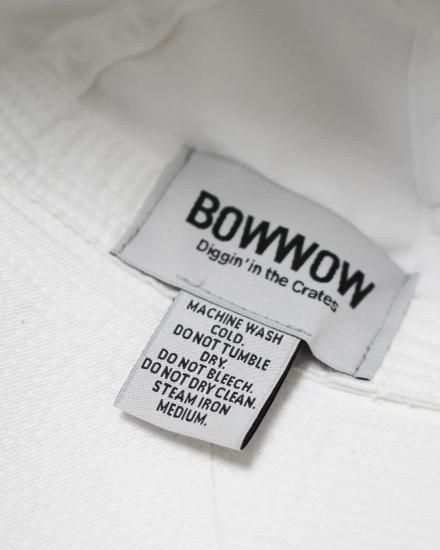 BOWWOW
Diggin' in the Crates
MACHINE WASH
COLD.
DO NOT TUMBLE
DRY.
DO NOT BLEECH.
DO NOT DRY CLEAN.
STEAM IRON
MEDIUM.